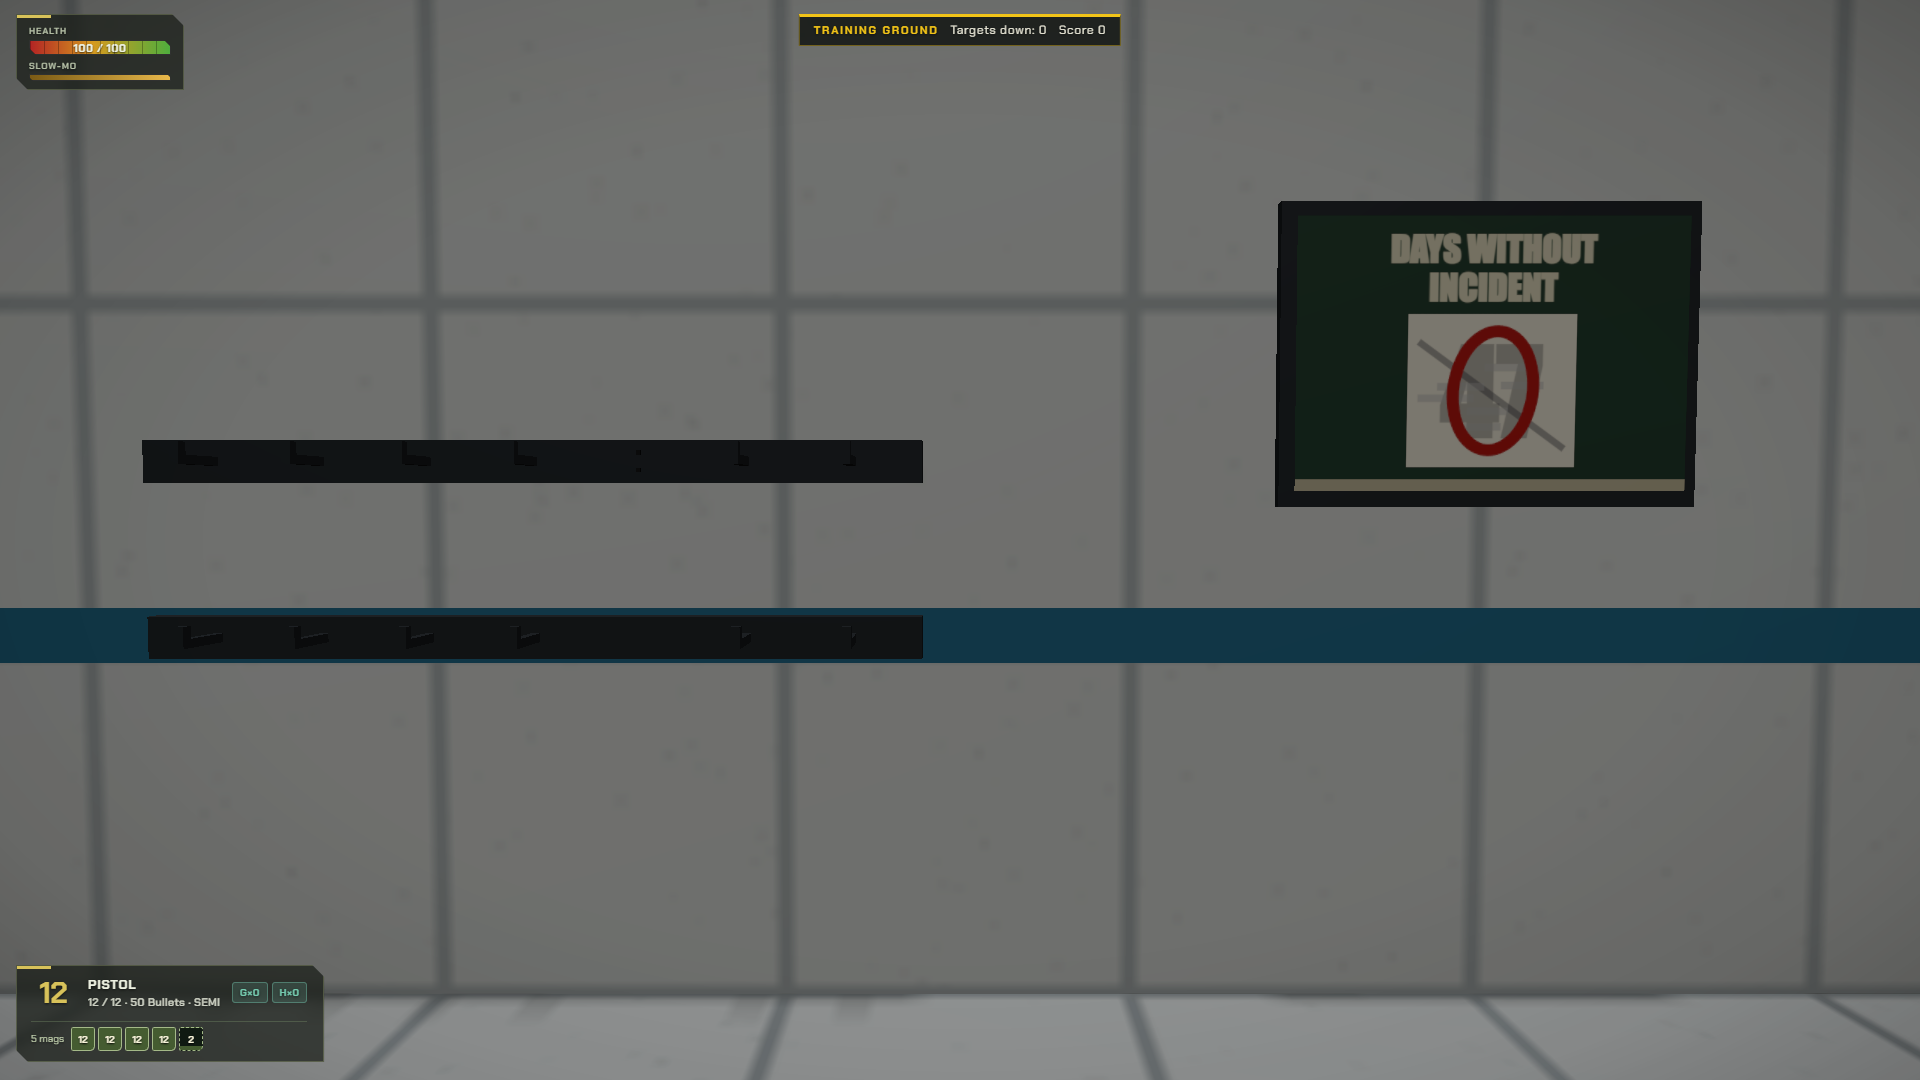 HEALTH
100 / 100
SLOW-MO
TRAINING GROUND Targets down: 0 Score 0
DAYS WITHOUT
INCIDENT
12
PISTOL
12 / 12 · 50 Bullets · SEMI
G×0 H×0
5 mags 12 12 12 12 2